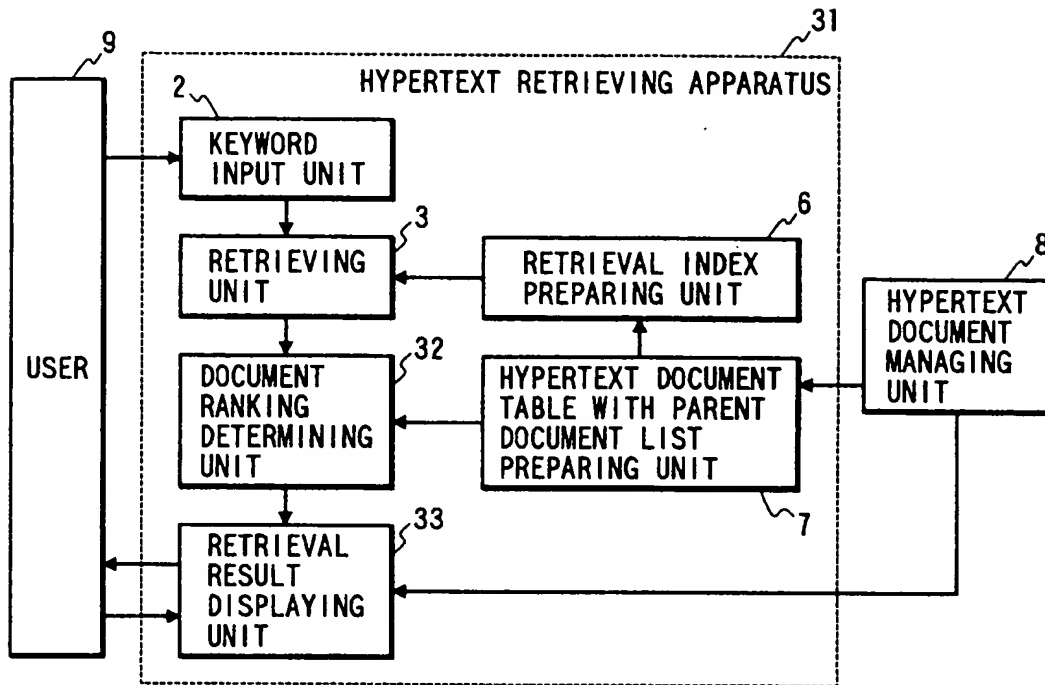 31
9
HYPERTEXT RETRIEVING APPARATUS
2
KEYWORD
INPUT UNIT
3
RETRIEVING
UNIT
6
RETRIEVAL INDEX
PREPARING UNIT
8
HYPERTEXT
DOCUMENT
MANAGING
UNIT
USER
32
DOCUMENT
RANKING
DETERMINING
UNIT
HYPERTEXT DOCUMENT
TABLE WITH PARENT
DOCUMENT LIST
PREPARING UNIT
7
33
RETRIEVAL
RESULT
DISPLAYING
UNIT